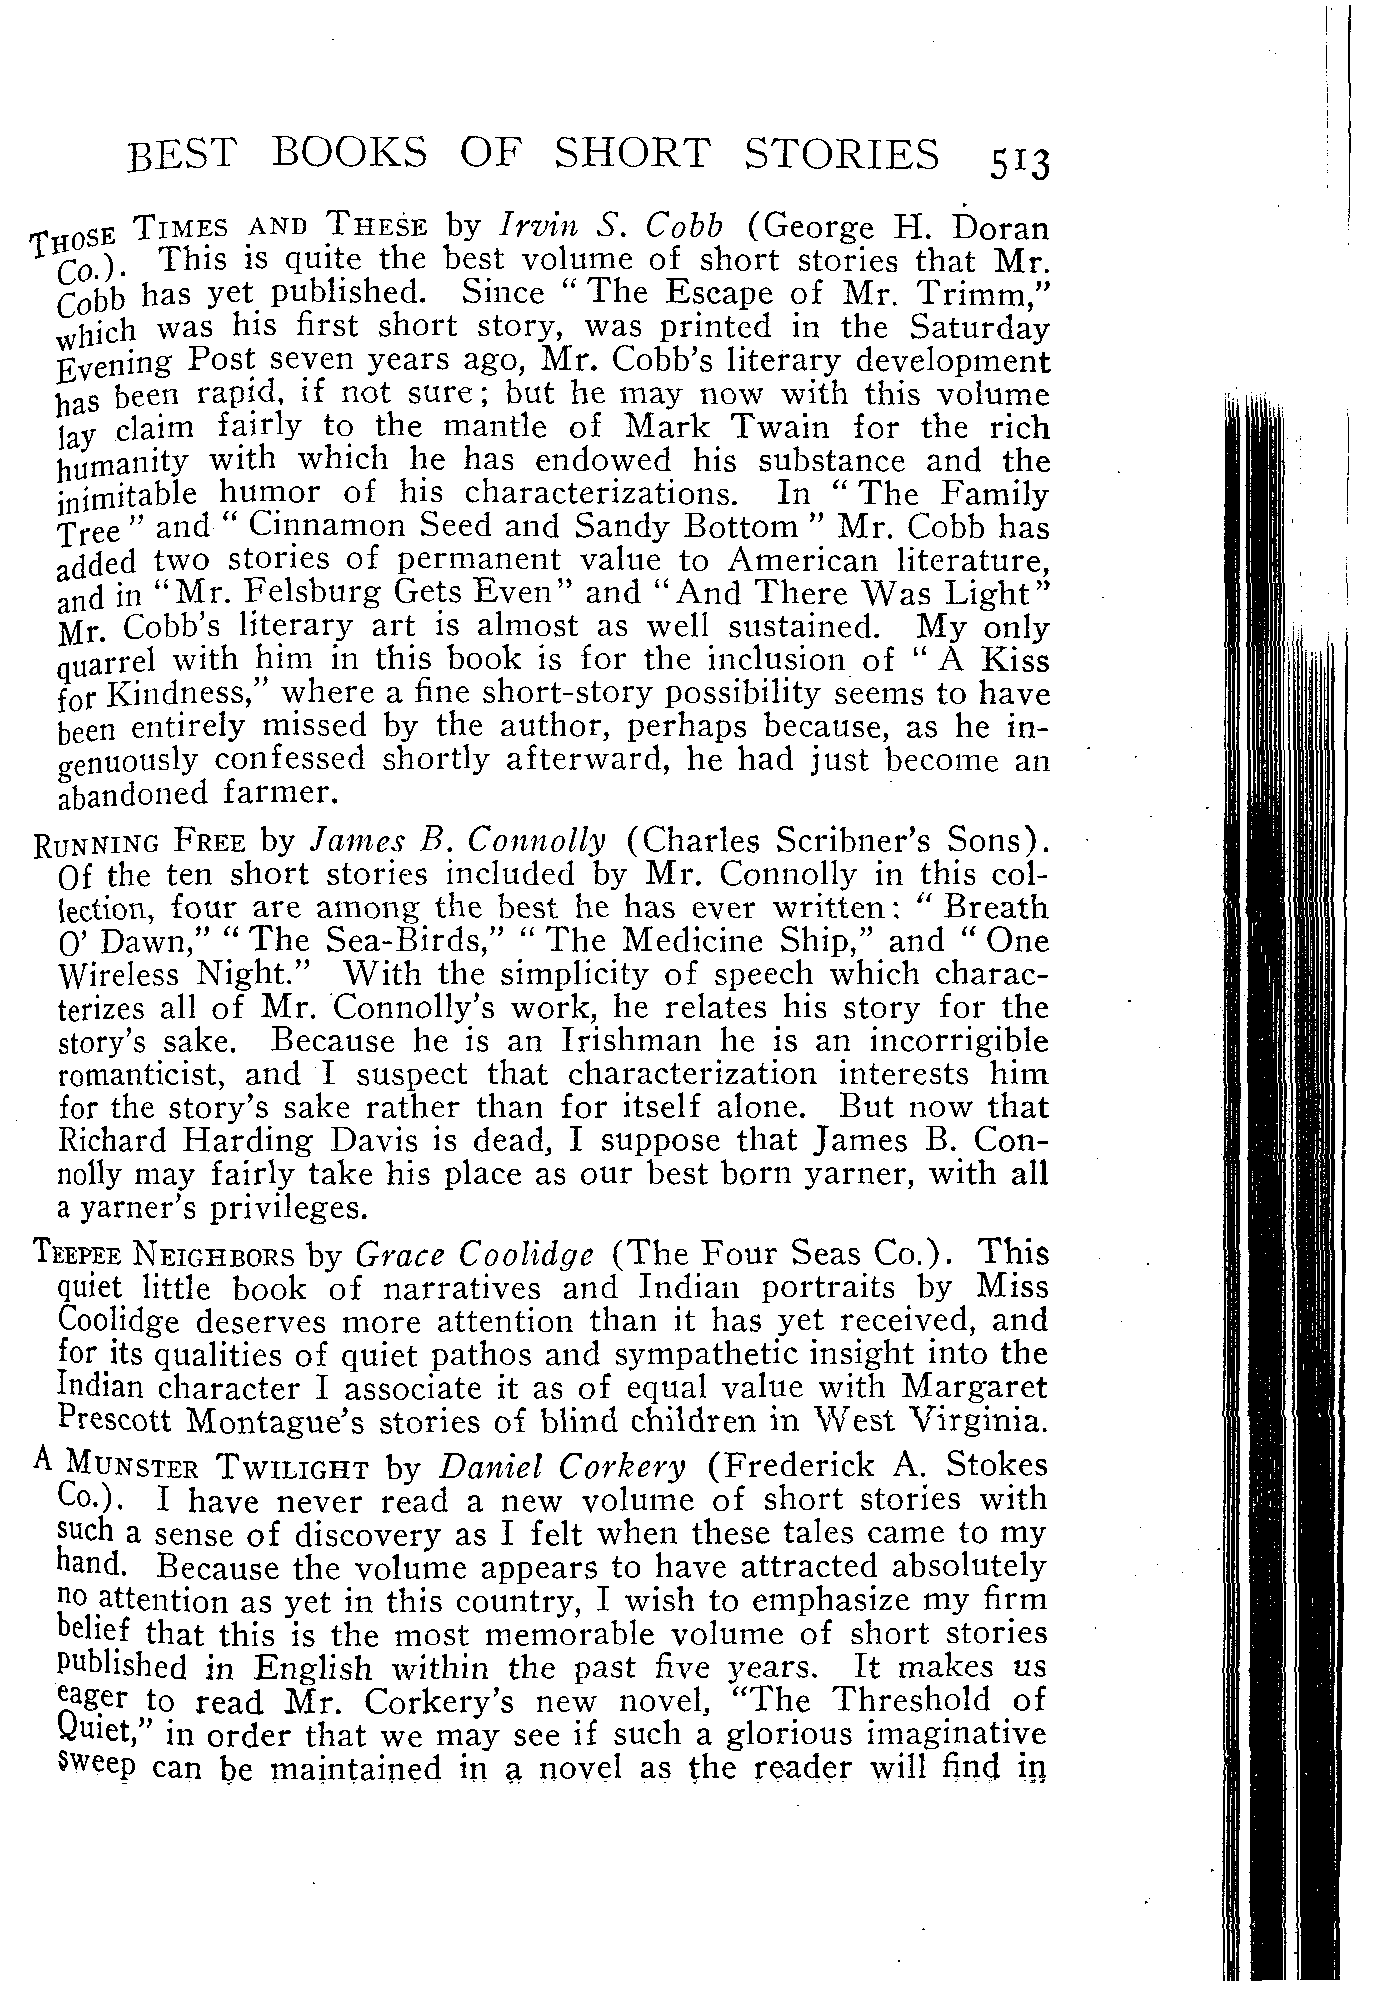 BEST BOOKS OF SHORT STORIES 513
THOSE TIMES AND THESE by Irvin S. Cobb (George H. Doran
Co.). This is quite the best volume of short stories that Mr.
Cobb has yet published. Since “The Escape of Mr. Trimm,”
which was his first short story, was printed in the Saturday
Evening Post seven years ago, Mr. Cobb's literary development
has been rapid, if not sure; but he may now with this volume
lay claim fairly to the mantle of Mark Twain for the rich
humanity with which he has endowed his substance and the
inimitable humor of his characterizations. In “The Family
Tree” and “Cinnamon Seed and Sandy Bottom” Mr. Cobb has
added two stories of permanent value to American literature,
and in “Mr. Felsburg Gets Even” and “And There Was Light”
Mr. Cobb's literary art is almost as well sustained. My only
quarrel with him in this book is for the inclusion of “A Kiss
for Kindness,” where a fine short-story possibility seems to have
been entirely missed by the author, perhaps because, as he in-
genuously confessed shortly afterward, he had just become an
abandoned farmer.
RUNNING FREE by James B. Connolly (Charles Scribner's Sons).
Of the ten short stories included by Mr. Connolly in this col-
lection, four are among the best he has ever written: “Breath
O' Dawn,” “The Sea-Birds,” “The Medicine Ship,” and “One
Wireless Night.” With the simplicity of speech which charac-
terizes all of Mr. Connolly's work, he relates his story for the
story's sake. Because he is an Irishman he is an incorrigible
romanticist, and I suspect that characterization interests him
for the story's sake rather than for itself alone. But now that
Richard Harding Davis is dead, I suppose that James B. Con-
nolly may fairly take his place as our best born yarner, with all
a yarner's privileges.
TEEPEE NEIGHBORS by Grace Coolidge (The Four Seas Co.). This
quiet little book of narratives and Indian portraits by Miss
Coolidge deserves more attention than it has yet received, and
for its qualities of quiet pathos and sympathetic insight into the
Indian character I associate it as of equal value with Margaret
Prescott Montague's stories of blind children in West Virginia.
A MUNSTER TWILIGHT by Daniel Corkery (Frederick A. Stokes
Co.). I have never read a new volume of short stories with
such a sense of discovery as I felt when these tales came to my
hand. Because the volume appears to have attracted absolutely
no attention as yet in this country, I wish to emphasize my firm
belief that this is the most memorable volume of short stories
published in English within the past five years. It makes us
eager to read Mr. Corkery's new novel, “The Threshold of
Quiet,” in order that we may see if such a glorious imaginative
sweep can be maintained in a novel as the reader will find in